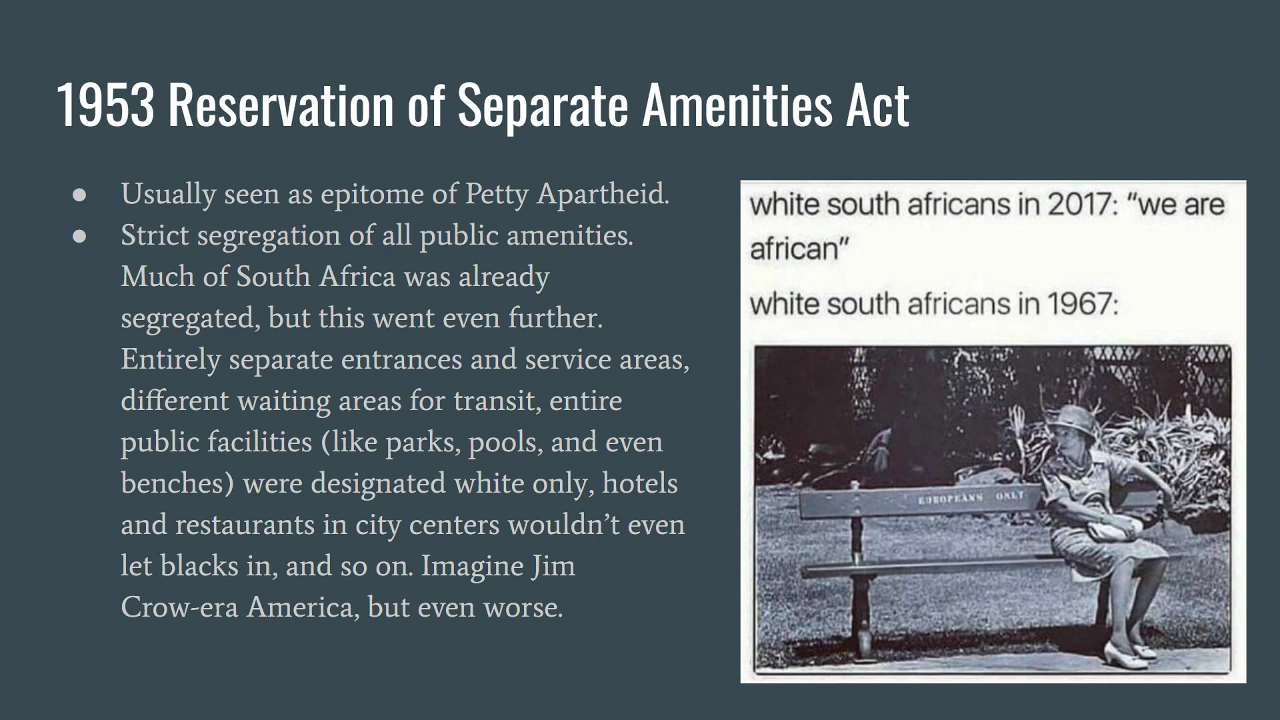 1953 Reservation of Separate Amenities Act
● Usually seen as epitome of Petty Apartheid.
● Strict segregation of all public amenities.
Much of South Africa was already
segregated, but this went even further.
Entirely separate entrances and service areas,
different waiting areas for transit, entire
public facilities (like parks, pools, and even
benches) were designated white only, hotels
and restaurants in city centers wouldn’t even
let blacks in, and so on. Imagine Jim
Crow-era America, but even worse.
white south africans in 2017: “we are
african”
white south africans in 1967:
EUROPEANS ONLY